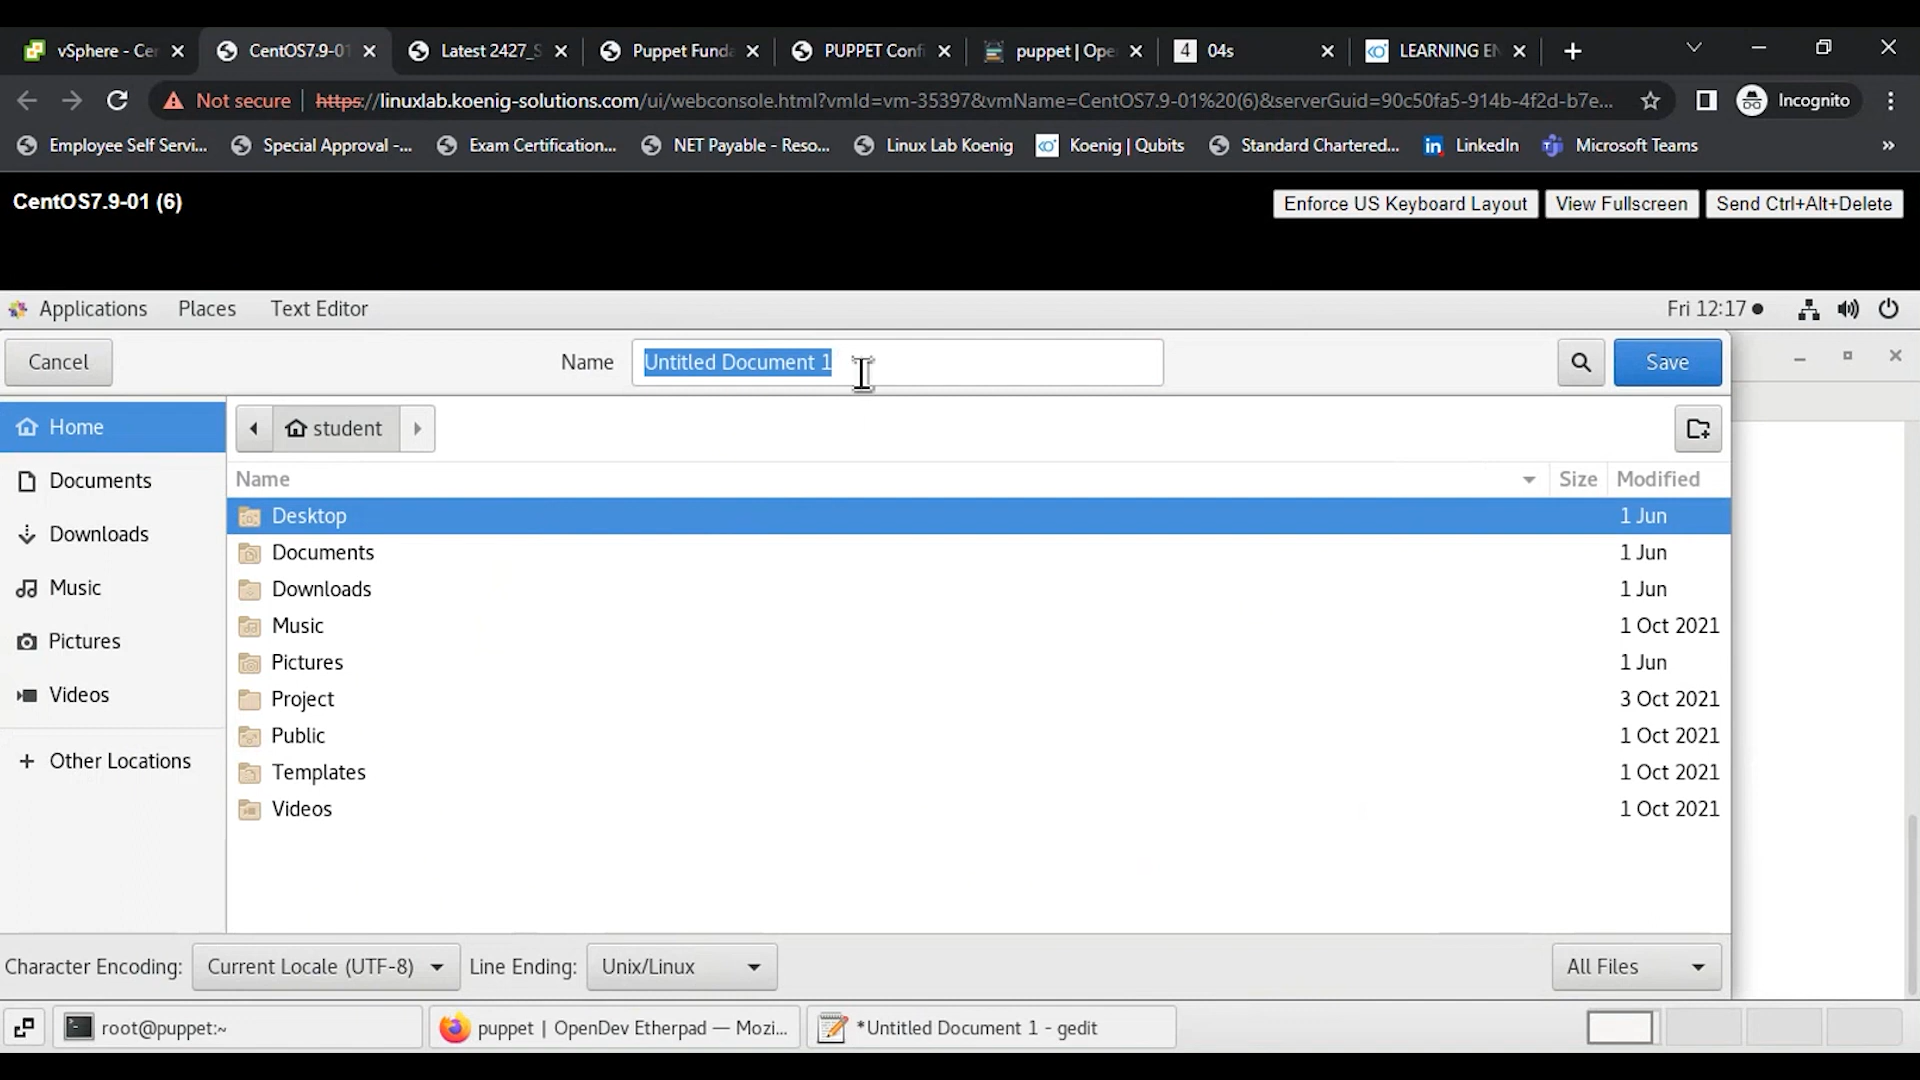 vSphere - Cer
CentOS7.9-01
Latest 2427_S
Puppet Funda
PUPPET Confi
puppet | Ope
4 04s
LEARNING EN
Not secure https://linuxlab.koenig-solutions.com/ui/webconsole.html?vmId=vm-35397&vmName=CentOS7.9-01%20(6)&serverGuid=90c50fa5-914b-4f2d-b7e... Incognito
Employee Self Servi... Special Approval -... Exam Certification... NET Payable - Reso... Linux Lab Koenig Koenig | Qubits Standard Chartered... LinkedIn Microsoft Teams »
CentOS7.9-01 (6)
Enforce US Keyboard Layout View Fullscreen Send Ctrl+Alt+Delete
Applications Places Text Editor Fri 12:17
Cancel Name Untitled Document 1 Save
Home
Documents
Downloads
Music
Pictures
Videos
Other Locations
student
Name Size Modified
Desktop 1 Jun
Documents 1 Jun
Downloads 1 Jun
Music 1 Oct 2021
Pictures 1 Jun
Project 3 Oct 2021
Public 1 Oct 2021
Templates 1 Oct 2021
Videos 1 Oct 2021
Character Encoding: Current Locale (UTF-8) Line Ending: Unix/Linux All Files
root@puppet:~ puppet | OpenDev Etherpad — Mozi... *Untitled Document 1 - gedit